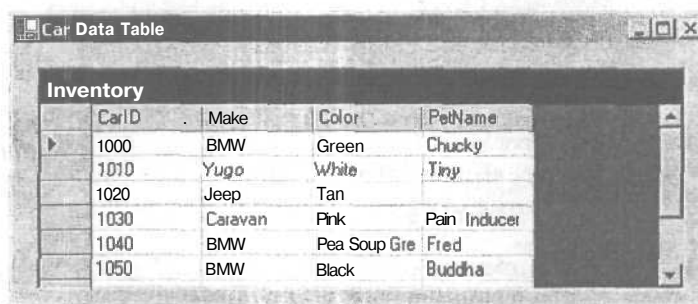 Car Data Table
Inventory
CarID Make Color PetName
1000 BMW Green Chucky
1010 Yugo White Tiny
1020 Jeep Tan
1030 Caravan Pink Pain Inducer
1040 BMW Pea Soup Gre Fred
1050 BMW Black Buddha